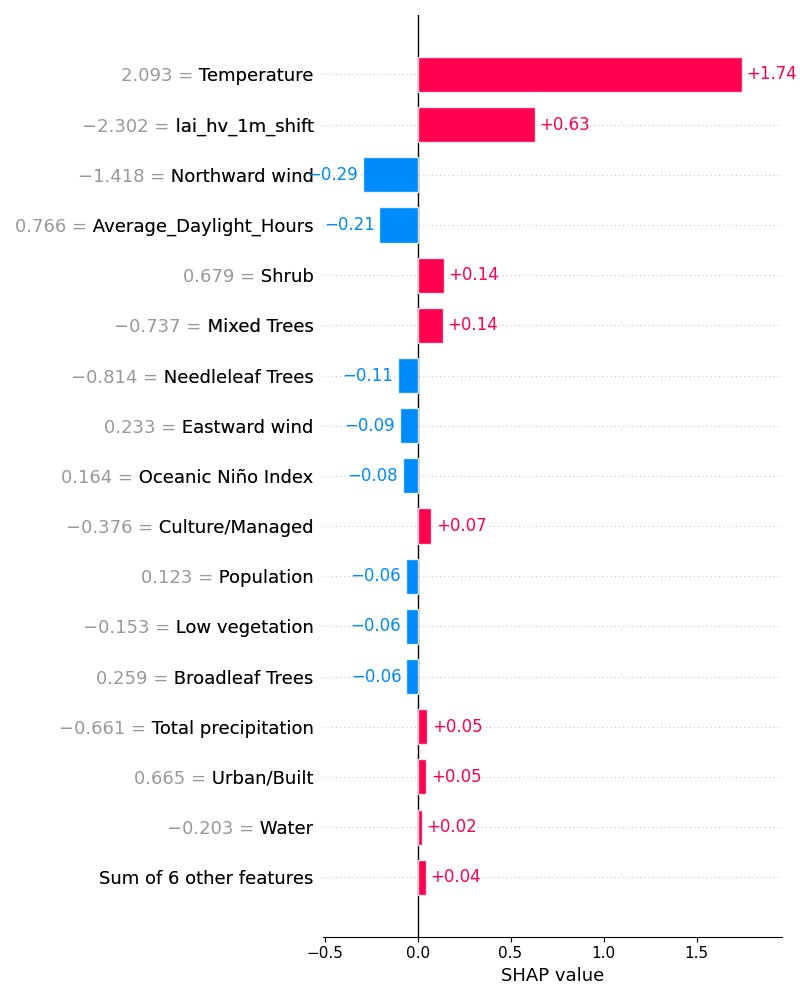 2.093 = Temperature +1.74
−2.302 = lai_hv_1m_shift +0.63
−1.418 = Northward wind −0.29
0.766 = Average_Daylight_Hours −0.21
0.679 = Shrub +0.14
−0.737 = Mixed Trees +0.14
−0.814 = Needleleaf Trees −0.11
0.233 = Eastward wind −0.09
0.164 = Oceanic Niño Index −0.08
−0.376 = Culture/Managed +0.07
0.123 = Population −0.06
−0.153 = Low vegetation −0.06
0.259 = Broadleaf Trees −0.06
−0.661 = Total precipitation +0.05
0.665 = Urban/Built +0.05
−0.203 = Water +0.02
Sum of 6 other features +0.04
−0.5 0.0 0.5 1.0 1.5
SHAP value